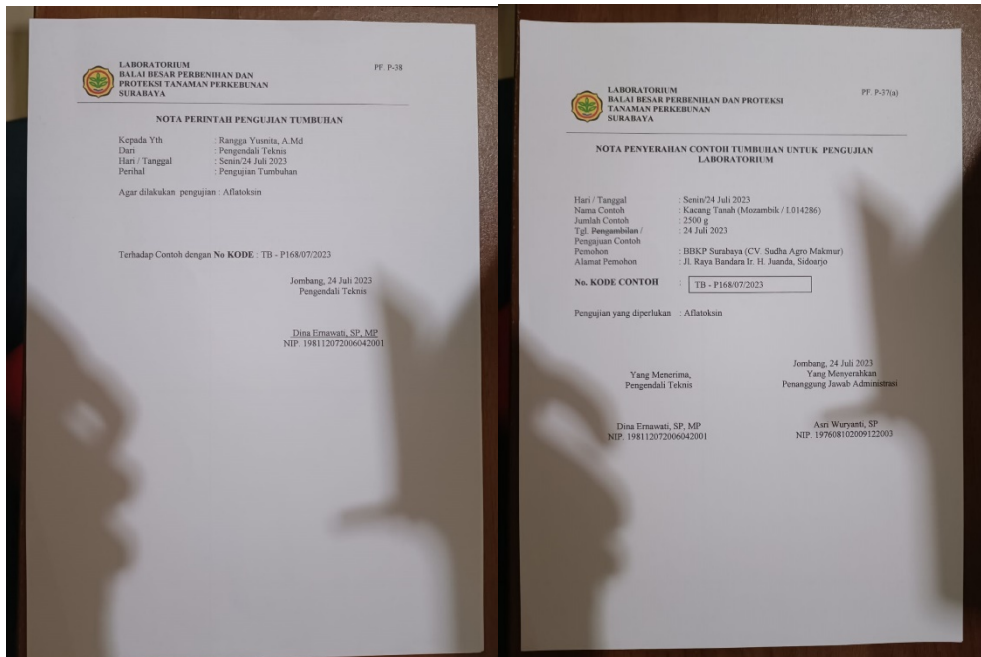 LABORATORIUM
BALAI BESAR PERBENIHAN DAN
PROTEKSI TANAMAN PERKEBUNAN
SURABAYA
PF. P-38
NOTA PERINTAH PENGUJIAN TUMBUHAN
Kepada Yth : Rangga Yusnita, A.Md
Dari : Pengendali Teknis
Hari / Tanggal : Senin/24 Juli 2023
Perihal : Pengujian Tumbuhan
Agar dilakukan pengujian : Aflatoksin
Terhadap Contoh dengan No KODE : TB - P168/07/2023
Jombang, 24 Juli 2023
Pengendali Teknis
Dina Ernawati, SP, MP
NIP. 198112072006042001
LABORATORIUM
BALAI BESAR PERBENIHAN DAN PROTEKSI
TANAMAN PERKEBUNAN
SURABAYA
PF. P-37(a)
NOTA PENYERAHAN CONTOH TUMBUHAN UNTUK PENGUJIAN
LABORATORIUM
Hari / Tanggal : Senin/24 Juli 2023
Nama Contoh : Kacang Tanah (Mozambik / I.014286)
Jumlah Contoh : 2500 g
Tgl. Pengambilan / : 24 Juli 2023
Pengajuan Contoh
Pemohon : BBKP Surabaya (CV. Sudha Agro Makmur)
Alamat Pemohon : Jl. Raya Bandara Ir. H. Juanda, Sidoarjo
No. KODE CONTOH : TB - P168/07/2023
Pengujian yang diperlukan : Aflatoksin
Jombang, 24 Juli 2023
Yang Menerima, Yang Menyerahkan
Pengendali Teknis Penanggung Jawab Administrasi
Dina Ernawati, SP, MP Asri Wuryanti, SP
NIP. 198112072006042001 NIP. 197608102009122003